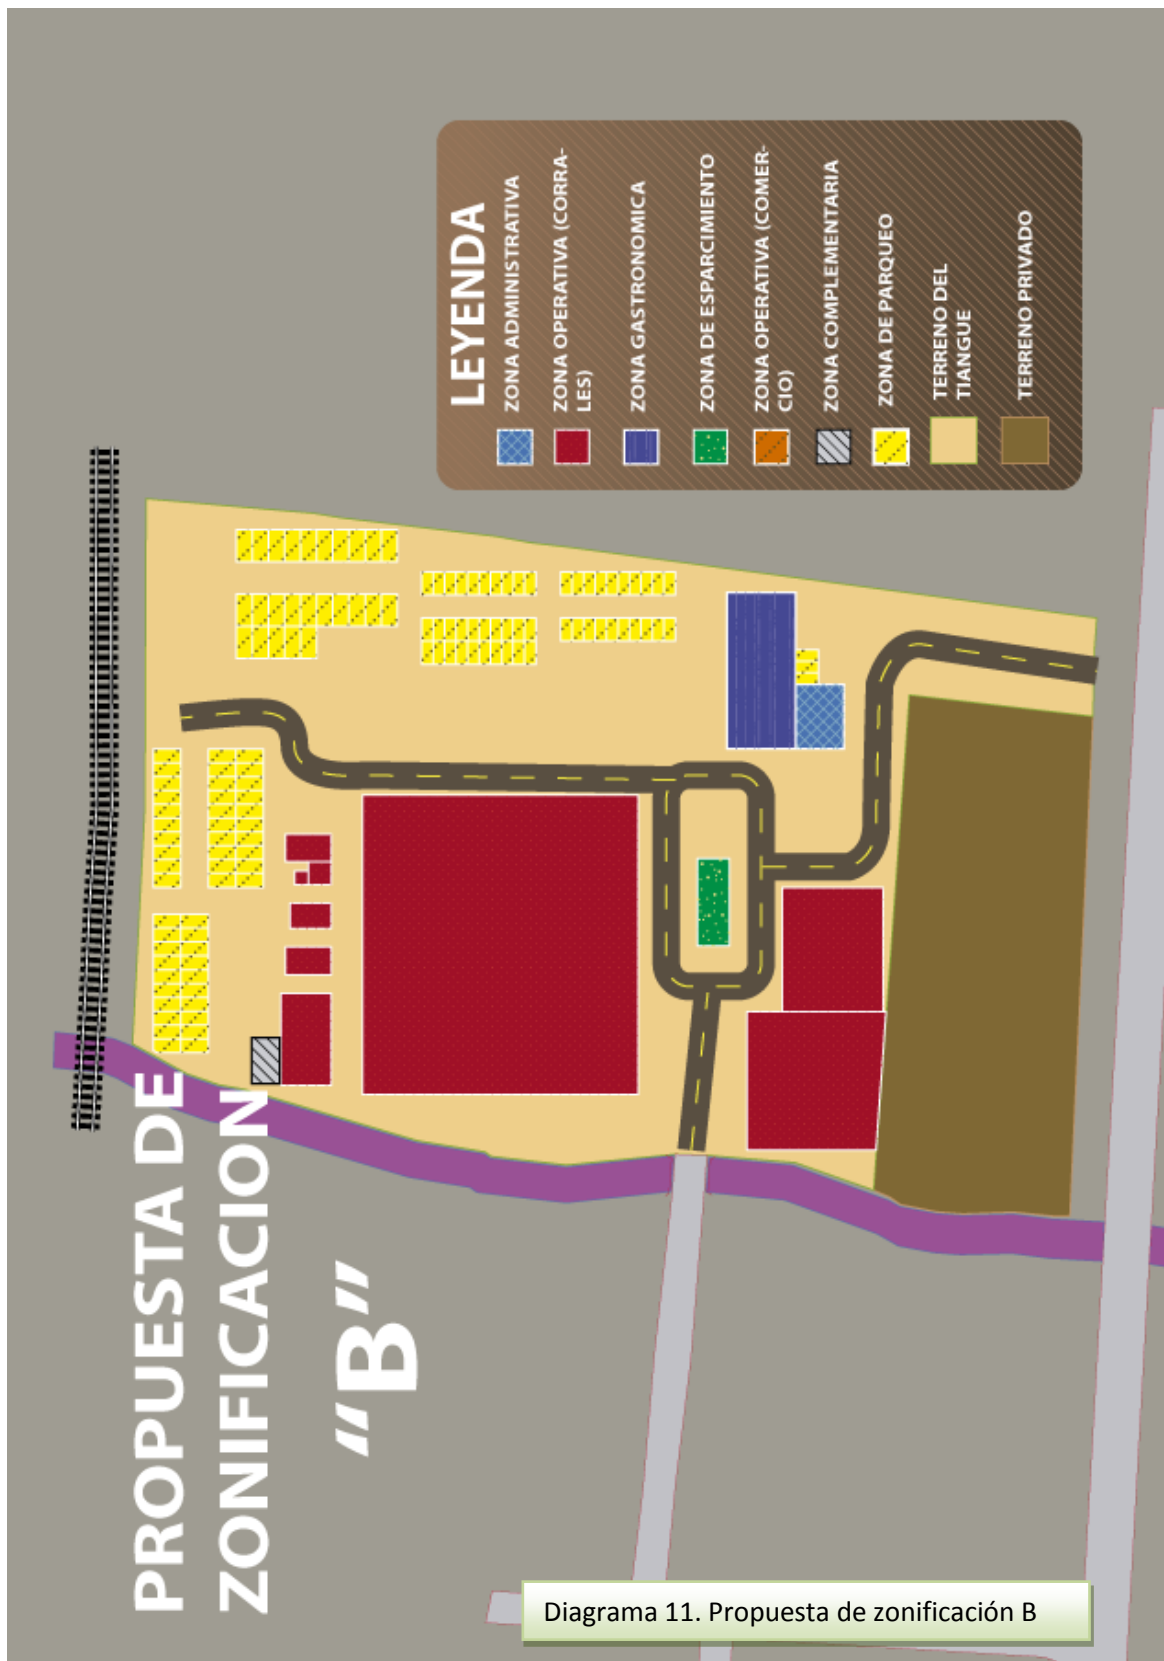 PROPUESTA DE
ZONIFICACION
“B”
LEYENDA
ZONA ADMINISTRATIVA
ZONA OPERATIVA (CORRA-
LES)
ZONA GASTRONOMICA
ZONA DE ESPARCIMIENTO
ZONA OPERATIVA (COMER-
CIO)
ZONA COMPLEMENTARIA
ZONA DE PARQUEO
TERRENO DEL
TIANGUE
TERRENO PRIVADO
Diagrama 11. Propuesta de zonificación B